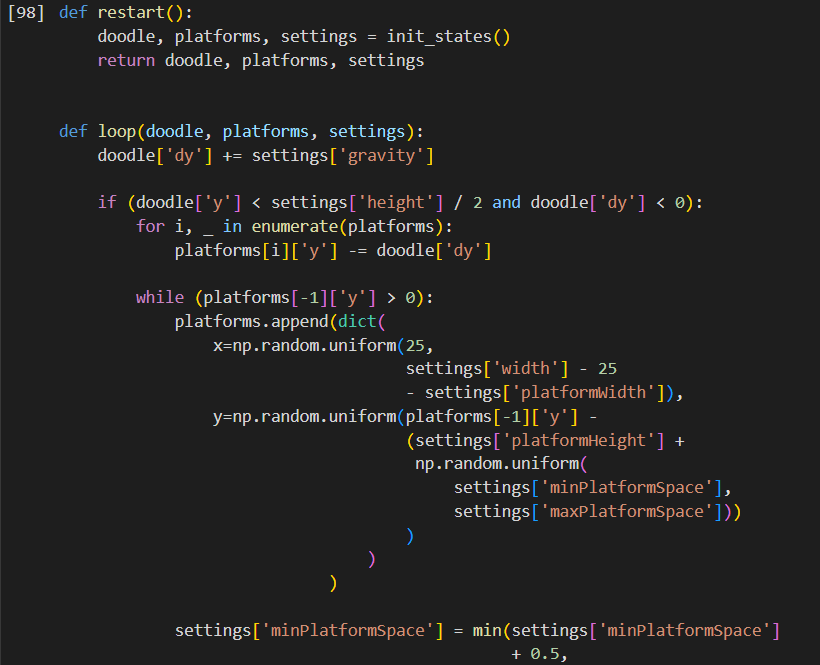 [98] def restart():
    doodle, platforms, settings = init_states()
    return doodle, platforms, settings


def loop(doodle, platforms, settings):
    doodle['dy'] += settings['gravity']

    if (doodle['y'] < settings['height'] / 2 and doodle['dy'] < 0):
        for i, _ in enumerate(platforms):
            platforms[i]['y'] -= doodle['dy']

        while (platforms[-1]['y'] > 0):
            platforms.append(dict(
                x=np.random.uniform(25,
                                    settings['width'] - 25
                                    - settings['platformWidth']),
                y=np.random.uniform(platforms[-1]['y'] -
                                    (settings['platformHeight'] +
                                     np.random.uniform(
                                         settings['minPlatformSpace'],
                                         settings['maxPlatformSpace']))
                                    )
                                )
                            )

            settings['minPlatformSpace'] = min(settings['minPlatformSpace']
                                               + 0.5,